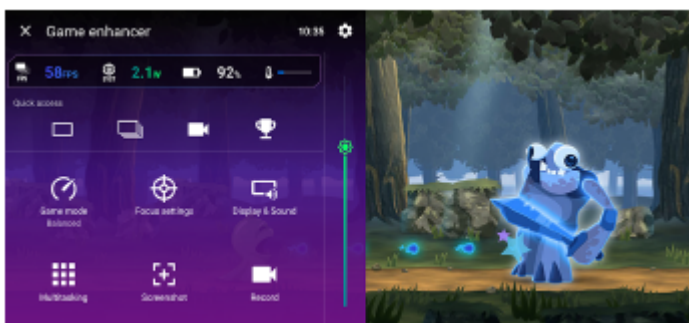 Game enhancer 10:35
58FPS 2.1W 92%
Quick access
Game mode Focus settings Display & Sound
Balanced
Multitasking Screenshot Record